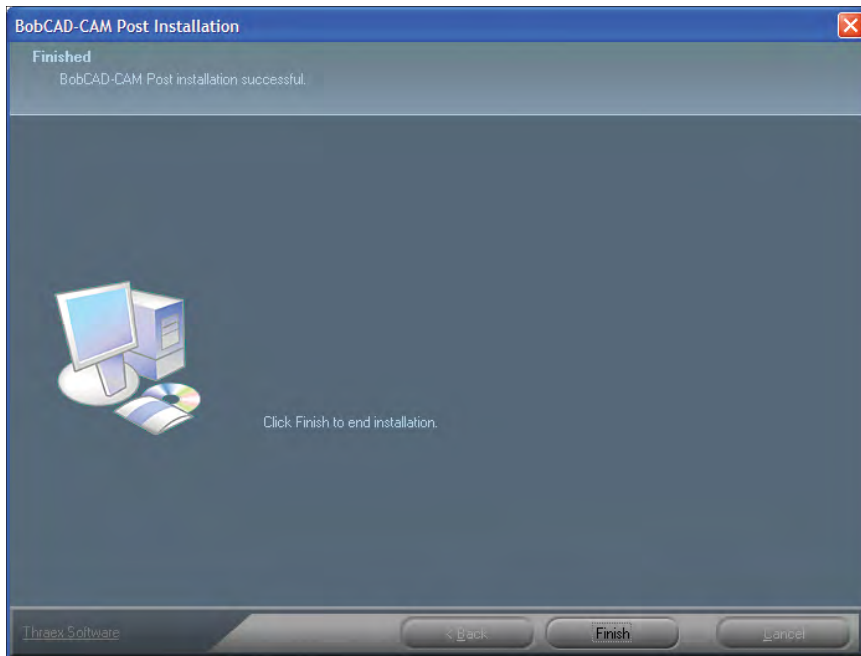 BobCAD-CAM Post Installation
Finished
BobCAD-CAM Post installation successful.
Click Finish to end installation.
Thraex Software
< Back
Finish
Cancel